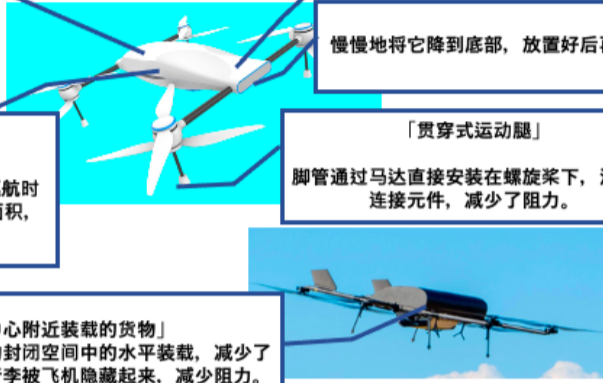 慢慢地将它降到底部，放置好后
「贯穿式运动腿」
脚管通过马达直接安装在螺旋桨下，
连接元件，减少了阻力。
航时
面积，
心附近装载的货物」
封闭空间中的水平装载，减少了
李被飞机隐藏起来，减少阻力。